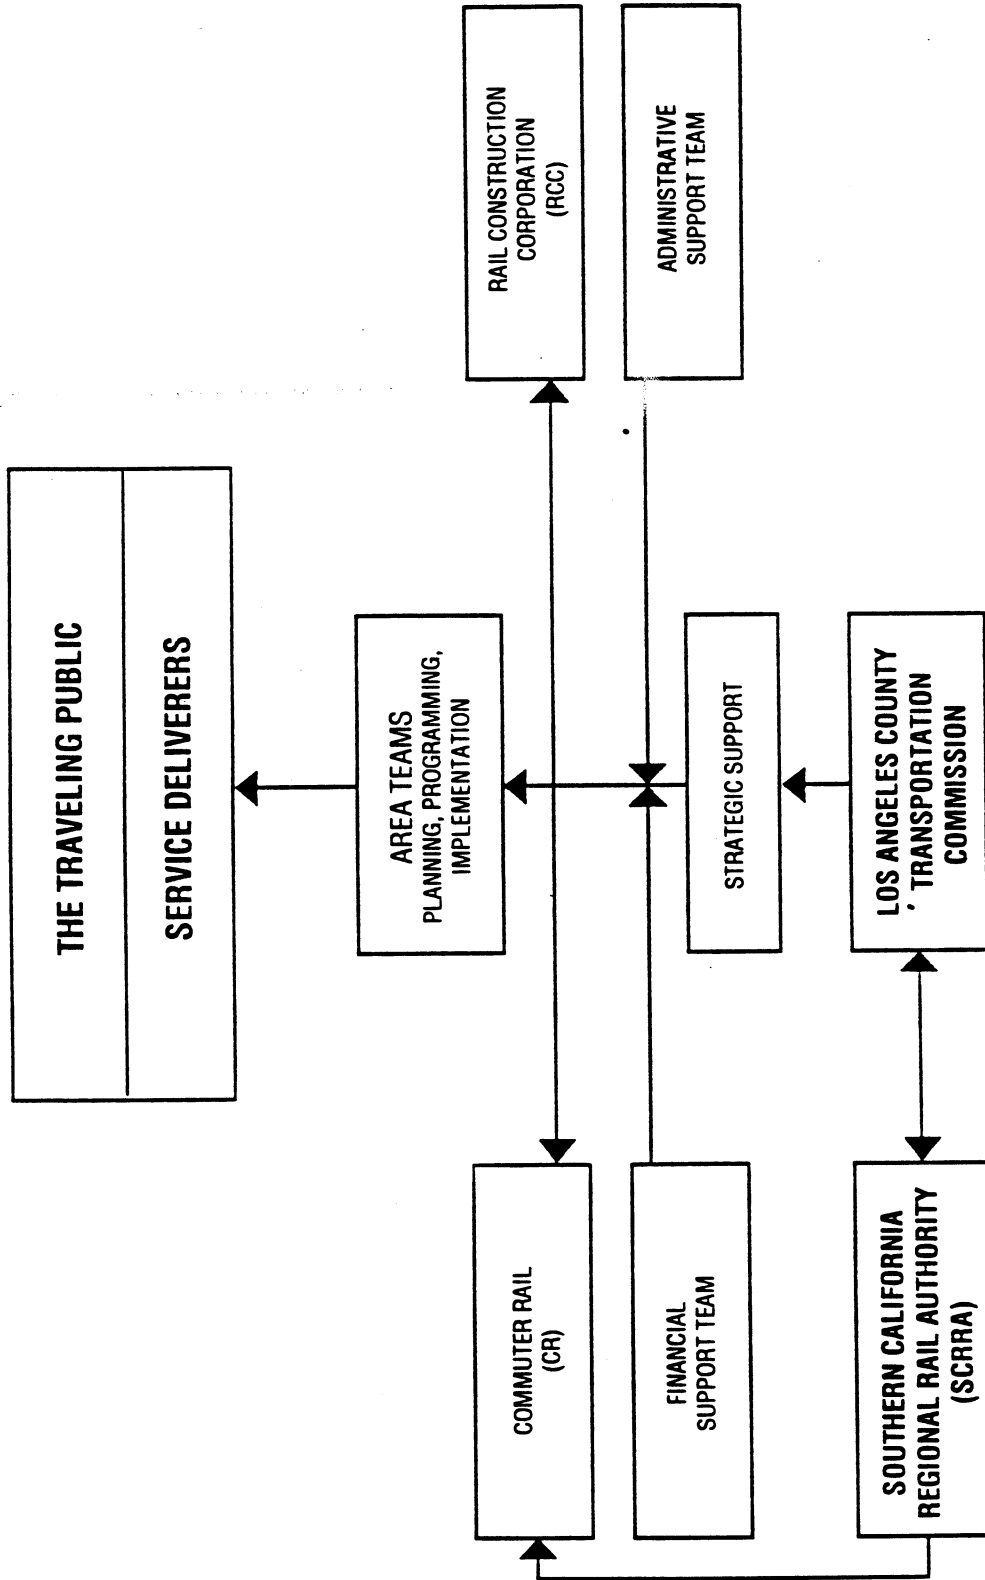 THE TRAVELING PUBLIC
SERVICE DELIVERERS
AREA TEAMS
PLANNING, PROGRAMMING,
IMPLEMENTATION
COMMUTER RAIL
(CR)
RAIL CONSTRUCTION
CORPORATION
(RCC)
FINANCIAL
SUPPORT TEAM
ADMINISTRATIVE
SUPPORT TEAM
STRATEGIC SUPPORT
SOUTHERN CALIFORNIA
REGIONAL RAIL AUTHORITY
(SCRRA)
LOS ANGELES COUNTY
TRANSPORTATION
COMMISSION